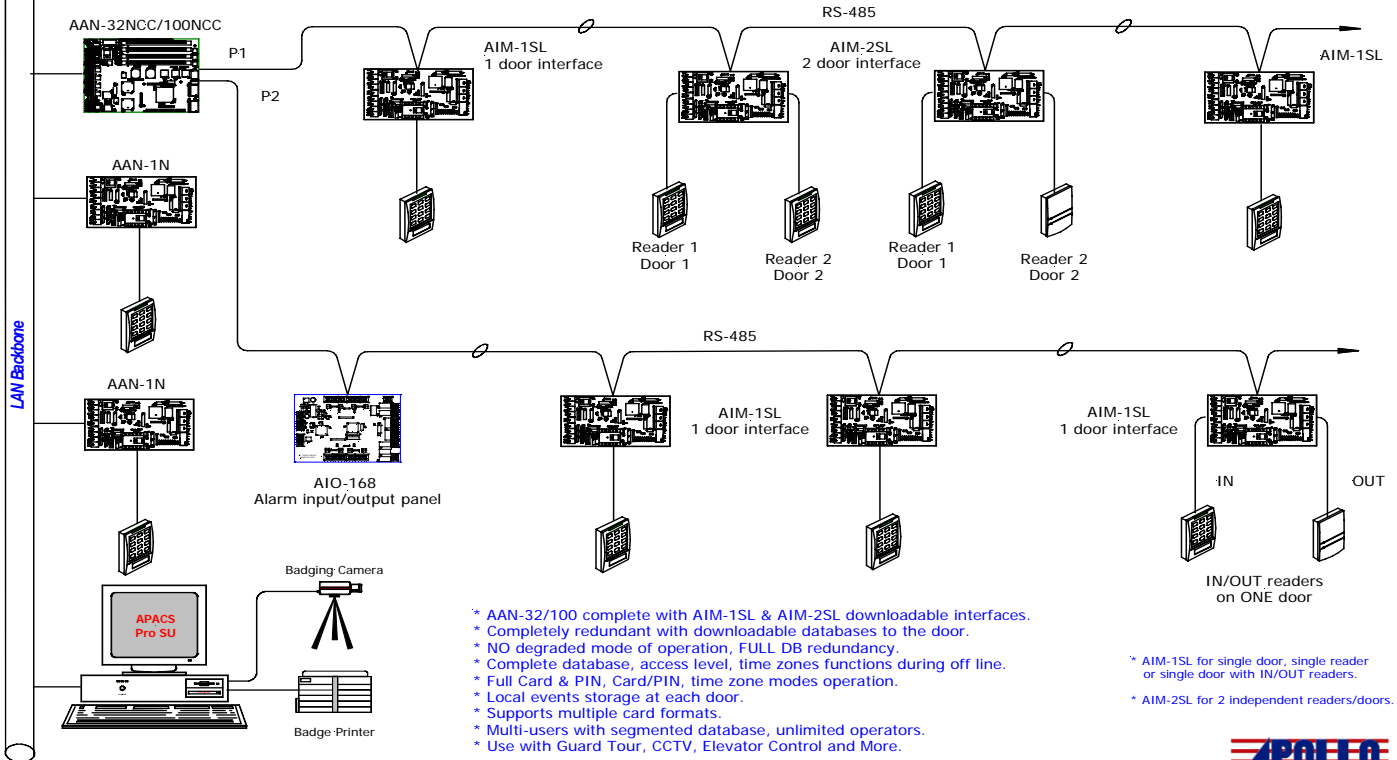 AAN-32NCC/100NCC
P1
P2
AIM-1SL
1 door interface
RS-485
AIM-2SL
2 door interface
AIM-1SL
AAN-1N
Reader 1
Door 1
Reader 2
Door 2
Reader 1
Door 1
Reader 2
Door 2
LAN Backbone
AAN-1N
RS-485
AIO-168
Alarm input/output panel
AIM-1SL
1 door interface
AIM-1SL
1 door interface
IN
OUT
IN/OUT readers
on ONE door
APACS
Pro SU
Badging Camera
Badge Printer
* AAN-32/100 complete with AIM-1SL & AIM-2SL downloadable interfaces.
* Completely redundant with downloadable databases to the door.
* NO degraded mode of operation, FULL DB redundancy.
* Complete database, access level, time zones functions during off line.
* Full Card & PIN, Card/PIN, time zone modes operation.
* Local events storage at each door.
* Supports multiple card formats.
* Multi-users with segmented database, unlimited operators.
* Use with Guard Tour, CCTV, Elevator Control and More.
* AIM-1SL for single door, single reader
or single door with IN/OUT readers.
* AIM-2SL for 2 independent readers/doors.
APOLLO